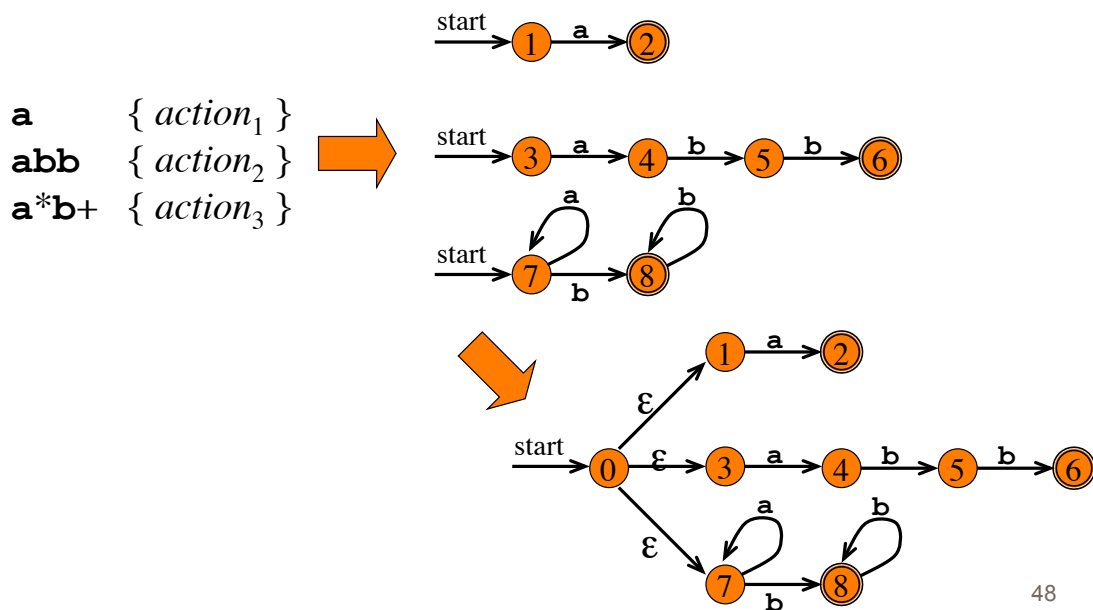 start 1 a 2
a { action₁ }
abb { action₂ }
a*b+ { action₃ }
start 3 a 4 b 5 b 6
a b
start 7 b 8
1 a 2
ε
start 0 ε 3 a 4 b 5 b 6
ε
a b
7 b 8
48